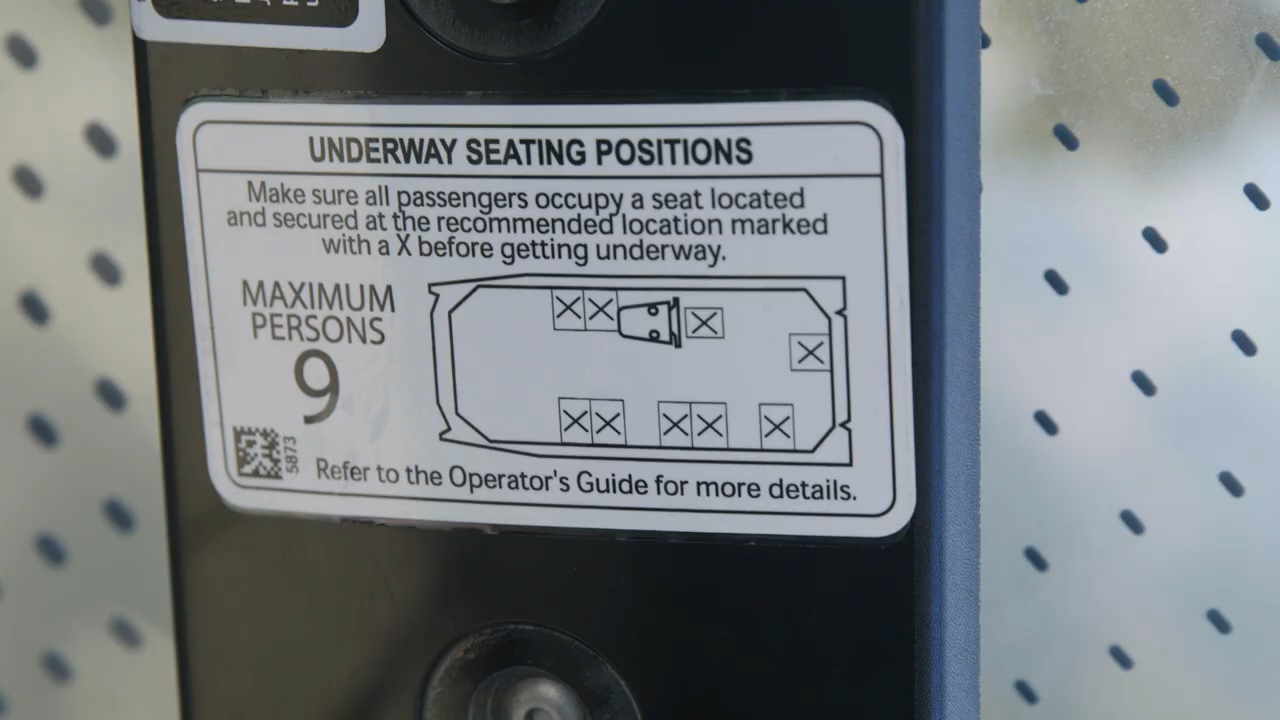 UNDERWAY SEATING POSITIONS
Make sure all passengers occupy a seat located
and secured at the recommended location marked
with a X before getting underway.
MAXIMUM
PERSONS
9
5873
Refer to the Operator's Guide for more details.